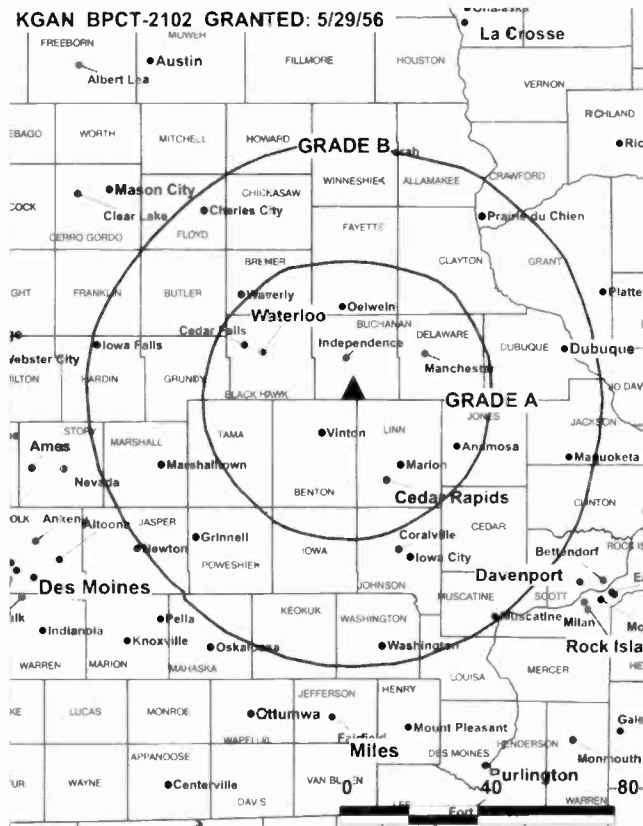 KGAN BPCT-2102 GRANTED: 5/29/56
La Crosse
FREEBORN
MOWER
Austin
Albert Lea
FILLMORE
HOUSTON
VERNON
RICHLAND
WORTH
MITCHELL
HOWARD
GRADE B
CRAWFORD
WINNESHIEK
ALLAMAKEE
Mason City
CHICKASAW
Clear Lake
Charles City
Prairie du Chien
CERRO GORDO
FLOYD
FAYETTE
BREMER
CLAYTON
GRANT
FRANKLIN
BUTLER
Waverly
Oelwein
Waterloo
BUCHANAN
Cedar Falls
DELAWARE
Iowa Falls
Independence
DUBUQUE
Dubuque
Webster City
Manchester
HARDIN
GRUNDY
BLACK HAWK
GRADE A
JONES
JACKSON
STORY
TAMA
LINN
Vinton
Ames
MARSHALL
Anamosa
Marshalltown
Marion
Maquoketa
Nevada
BENTON
Cedar Rapids
CLINTON
Ankeny
Altoona
JASPER
CEDAR
Grinnell
Coralville
Newton
IOWA
Iowa City
Bettendorf
POWESHIEK
Des Moines
JOHNSON
Davenport
MUSCATINE
SCOTT
KEOKUK
WASHINGTON
Muscatine
Milan
Pella
Indianola
Knoxville
Oskaloosa
Washington
WARREN
MARION
MAHASKA
LOUISA
MERCER
HENRY
JEFFERSON
LUCAS
MONROE
Ottumwa
WAPELLO
Fairfield
Mount Pleasant
HENDERSON
Miles
DES MOINES
Monmouth
APPANOOSE
WAYNE
Centerville
VAN BUREN
0
40
80
DAVIS
WARREN
Fort